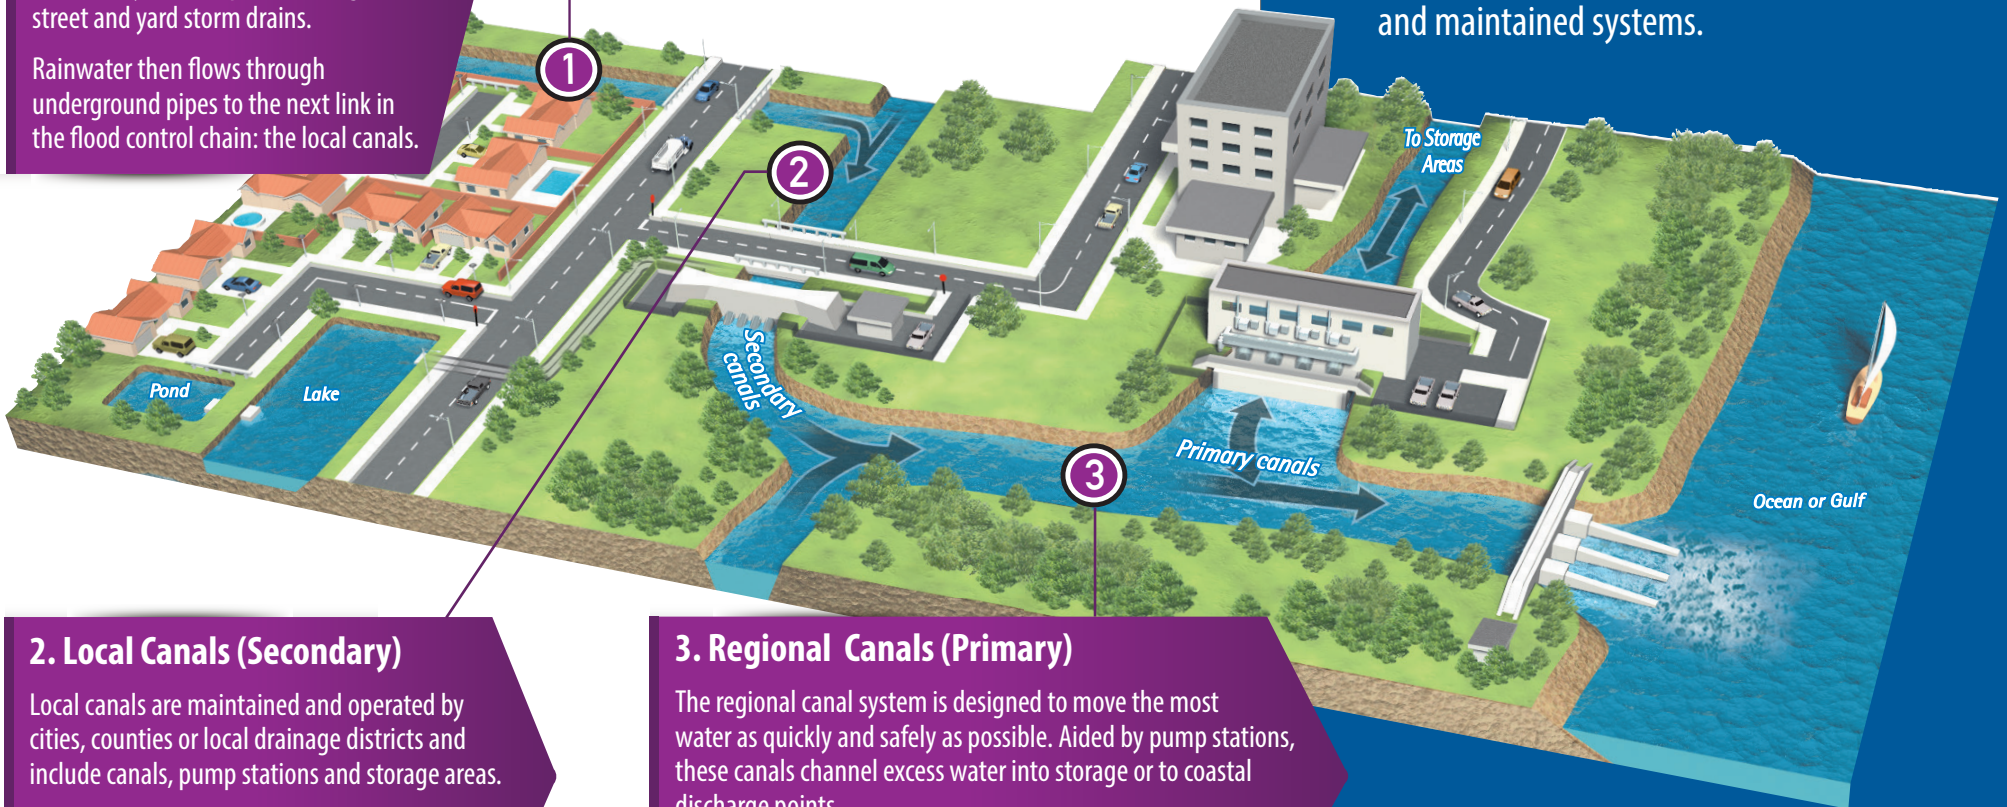 street and yard storm drains.
Rainwater then flows through
underground pipes to the next link in
the flood control chain: the local canals.
and maintained systems.
1
2
To Storage
Areas
Secondary
canals
Pond
Lake
Primary canals
3
Ocean or Gulf
2. Local Canals (Secondary)
Local canals are maintained and operated by
cities, counties or local drainage districts and
include canals, pump stations and storage areas.
3. Regional Canals (Primary)
The regional canal system is designed to move the most
water as quickly and safely as possible. Aided by pump stations,
these canals channel excess water into storage or to coastal
discharge points.